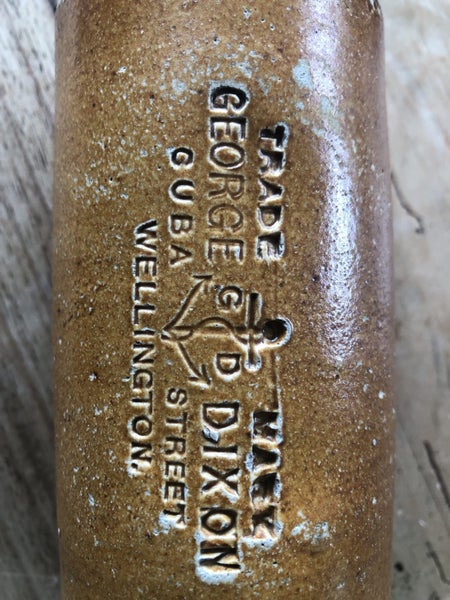 TRADE MARK
GEORGE G D DIXON
CUBA STREET
WELLINGTON.